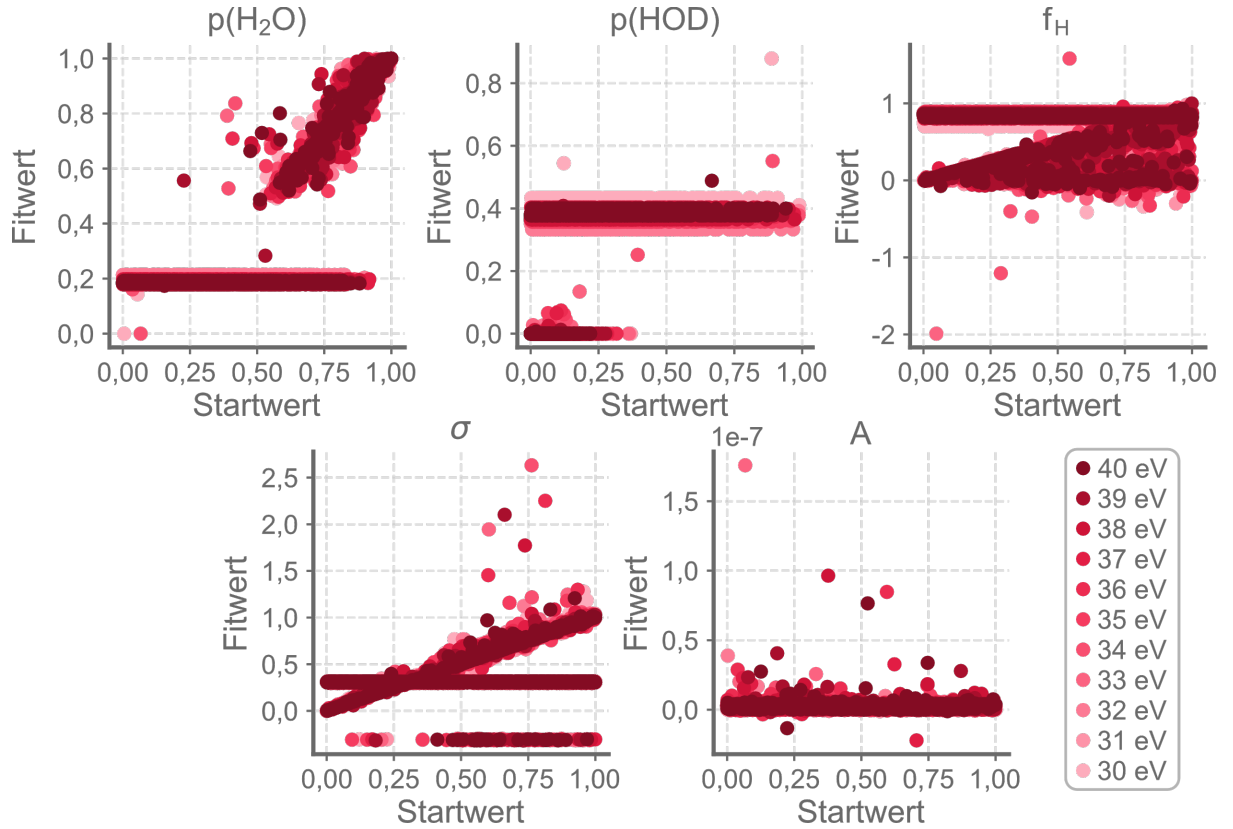 p(H₂O)
p(HOD)
f_H
Fitwert
1,0
0,8
0,6
0,4
0,2
0,0
0,00 0,25 0,50 0,75 1,00
Startwert
Fitwert
0,8
0,6
0,4
0,2
0,0
0,00 0,25 0,50 0,75 1,00
Startwert
Fitwert
1
0
-1
-2
0,00 0,25 0,50 0,75 1,00
Startwert
σ
Fitwert
2,5
2,0
1,5
1,0
0,5
0,0
0,00 0,25 0,50 0,75 1,00
Startwert
A
1e-7
Fitwert
1,5
1,0
0,5
0,0
0,00 0,25 0,50 0,75 1,00
Startwert
40 eV
39 eV
38 eV
37 eV
36 eV
35 eV
34 eV
33 eV
32 eV
31 eV
30 eV